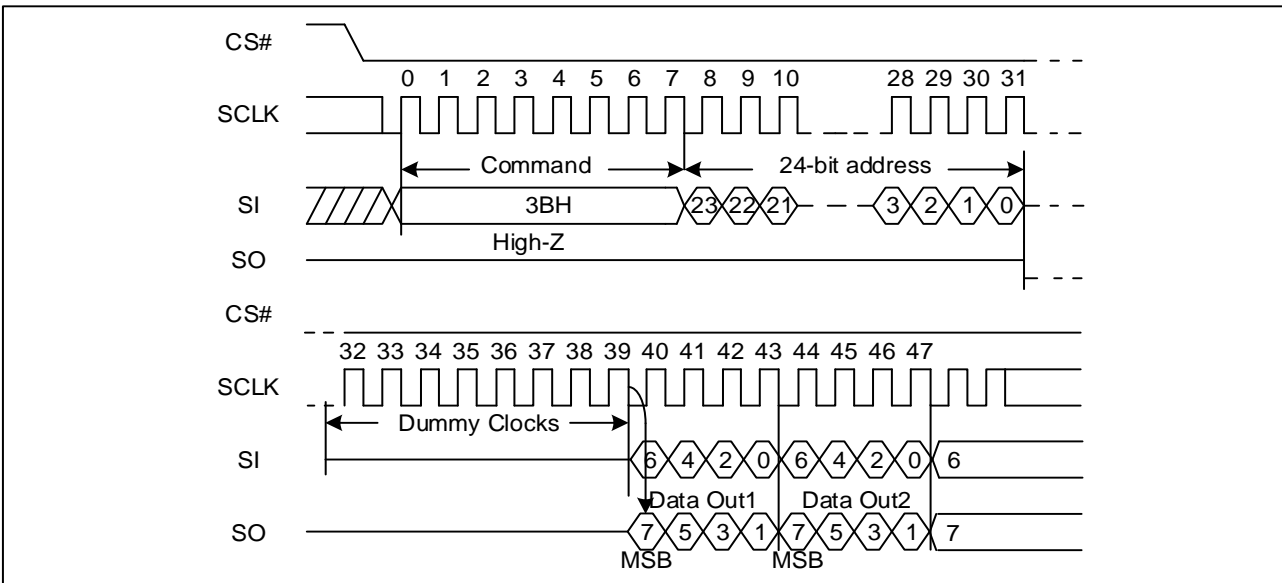 CS#
0 1 2 3 4 5 6 7 8 9 10 28 29 30 31
SCLK
Command 24-bit address
SI 3BH 23 22 21 3 2 1 0
High-Z
SO
CS#
32 33 34 35 36 37 38 39 40 41 42 43 44 45 46 47
SCLK
Dummy Clocks
SI 6 4 2 0 6 4 2 0 6
Data Out1 Data Out2
SO 7 5 3 1 7 5 3 1 7
MSB MSB